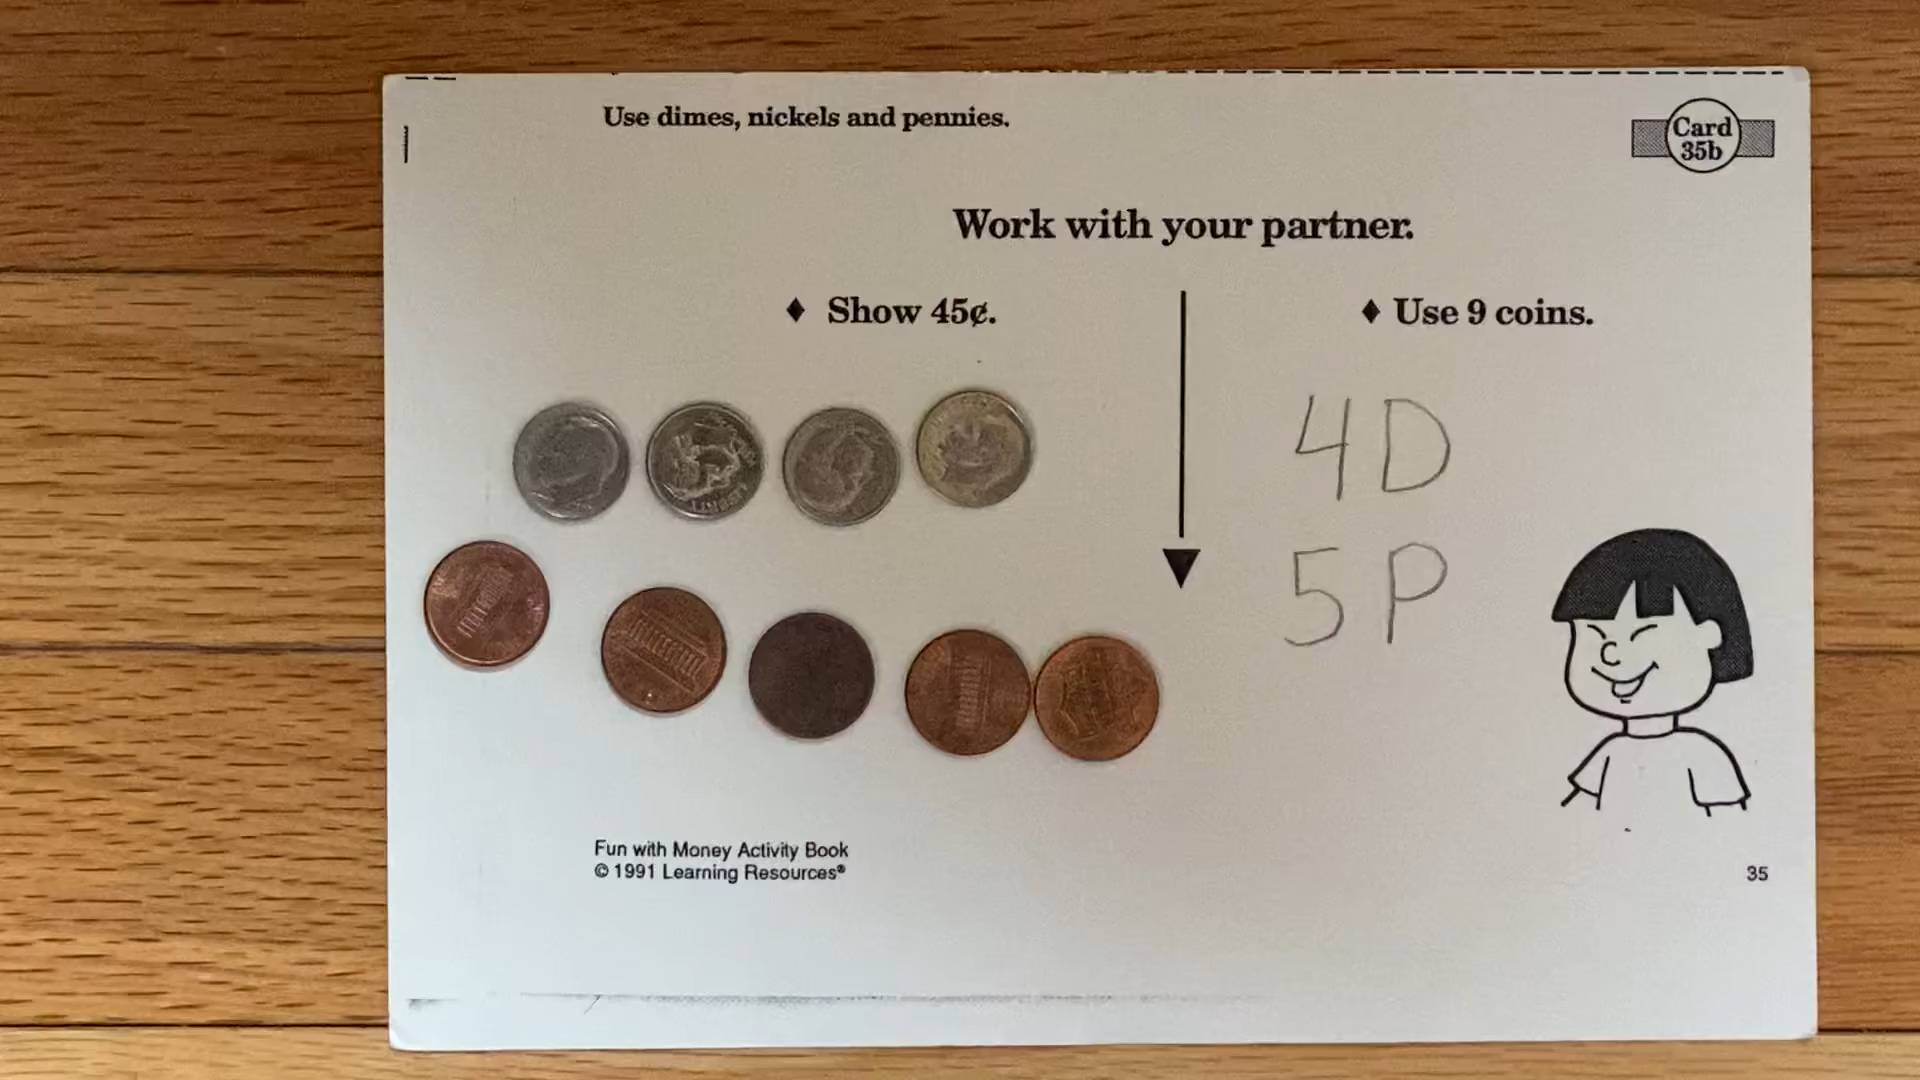 Use dimes, nickels and pennies.
Card
35b
Work with your partner.
♦ Show 45¢.
♦ Use 9 coins.
4D
5P
Fun with Money Activity Book
© 1991 Learning Resources®
35